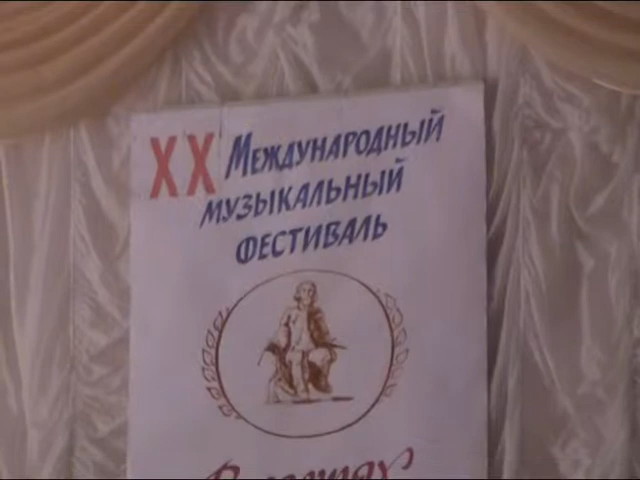 XX Международный
музыкальный
фестиваль